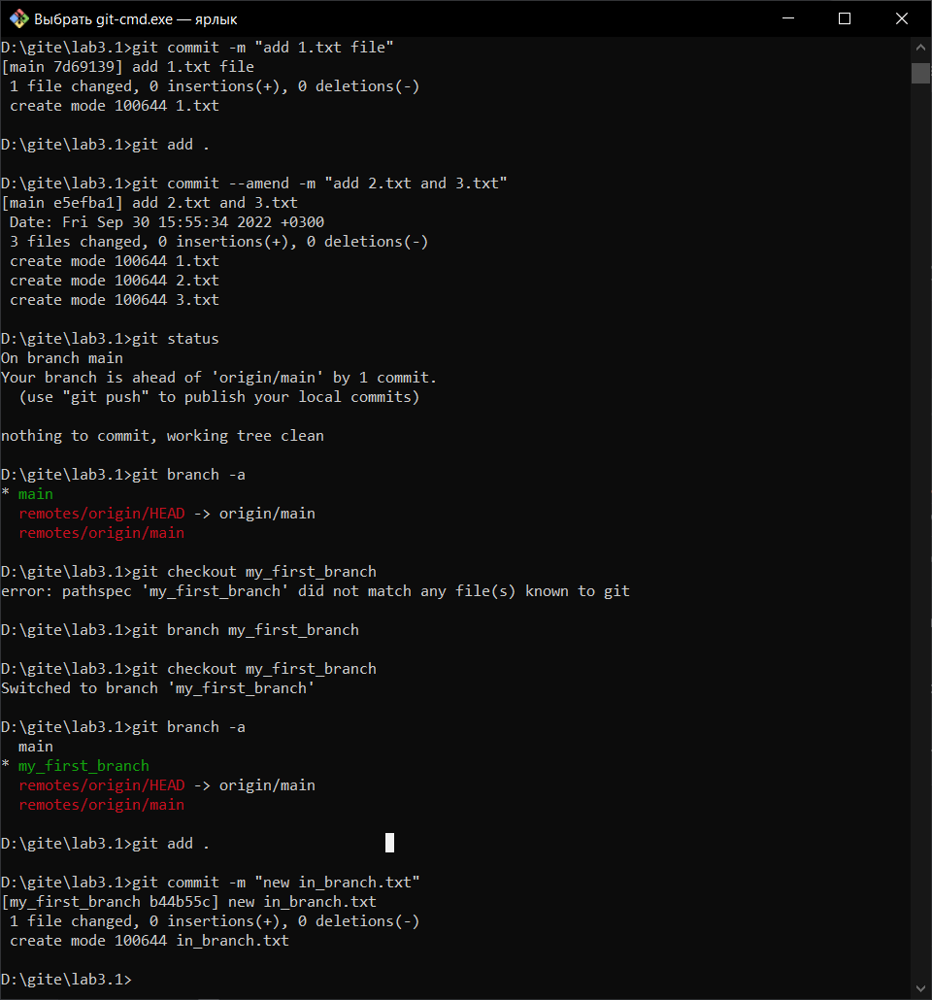 Выбрать git-cmd.exe — ярлык
D:\gite\lab3.1>git commit -m "add 1.txt file"
[main 7d69139] add 1.txt file
 1 file changed, 0 insertions(+), 0 deletions(-)
 create mode 100644 1.txt
D:\gite\lab3.1>git add .
D:\gite\lab3.1>git commit --amend -m "add 2.txt and 3.txt"
[main e5efba1] add 2.txt and 3.txt
 Date: Fri Sep 30 15:55:34 2022 +0300
 3 files changed, 0 insertions(+), 0 deletions(-)
 create mode 100644 1.txt
 create mode 100644 2.txt
 create mode 100644 3.txt
D:\gite\lab3.1>git status
On branch main
Your branch is ahead of 'origin/main' by 1 commit.
  (use "git push" to publish your local commits)
nothing to commit, working tree clean
D:\gite\lab3.1>git branch -a
* main
  remotes/origin/HEAD -> origin/main
  remotes/origin/main
D:\gite\lab3.1>git checkout my_first_branch
error: pathspec 'my_first_branch' did not match any file(s) known to git
D:\gite\lab3.1>git branch my_first_branch
D:\gite\lab3.1>git checkout my_first_branch
Switched to branch 'my_first_branch'
D:\gite\lab3.1>git branch -a
  main
* my_first_branch
  remotes/origin/HEAD -> origin/main
  remotes/origin/main
D:\gite\lab3.1>git add .
D:\gite\lab3.1>git commit -m "new in_branch.txt"
[my_first_branch b44b55c] new in_branch.txt
 1 file changed, 0 insertions(+), 0 deletions(-)
 create mode 100644 in_branch.txt
D:\gite\lab3.1>